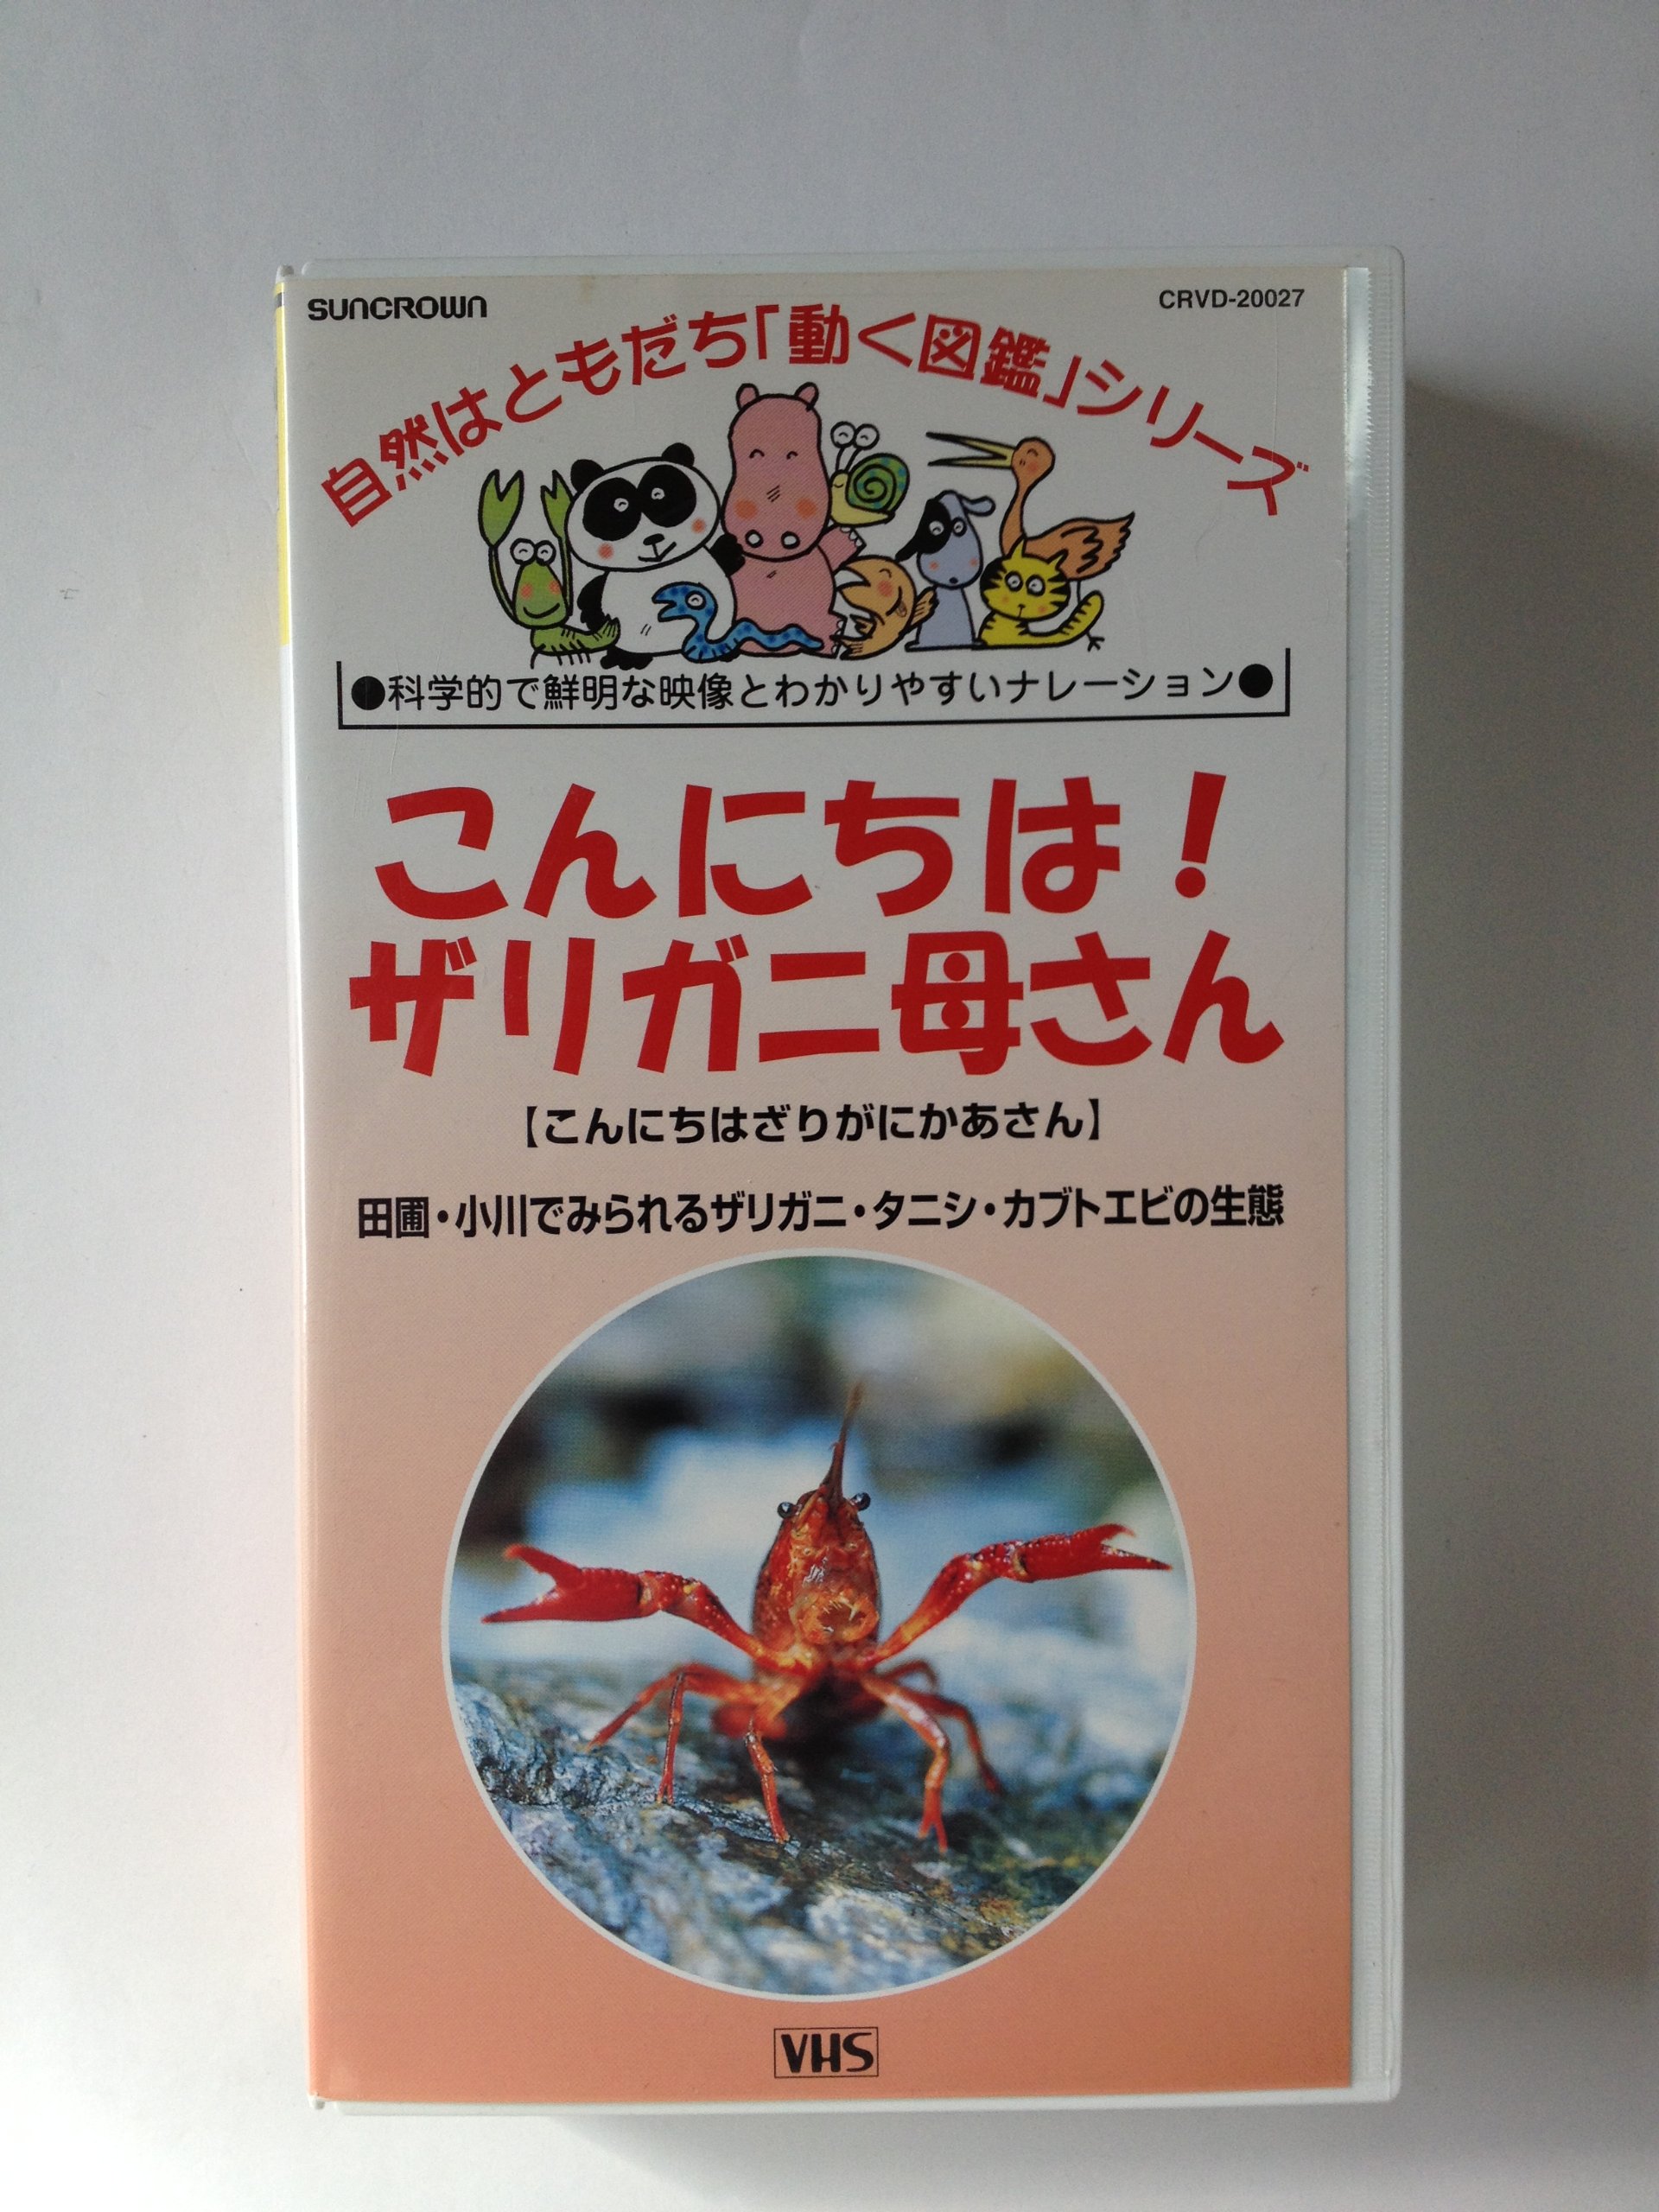 SUNCROWN
CRVD-20027
自然はともだち「動く図鑑」シリーズ
●科学的で鮮明な映像とわかりやすいナレーション●
こんにちは！
ザリガニ母さん
【こんにちはざりがにかあさん】
田圃・小川でみられるザリガニ・タニシ・カブトエビの生態
VHS